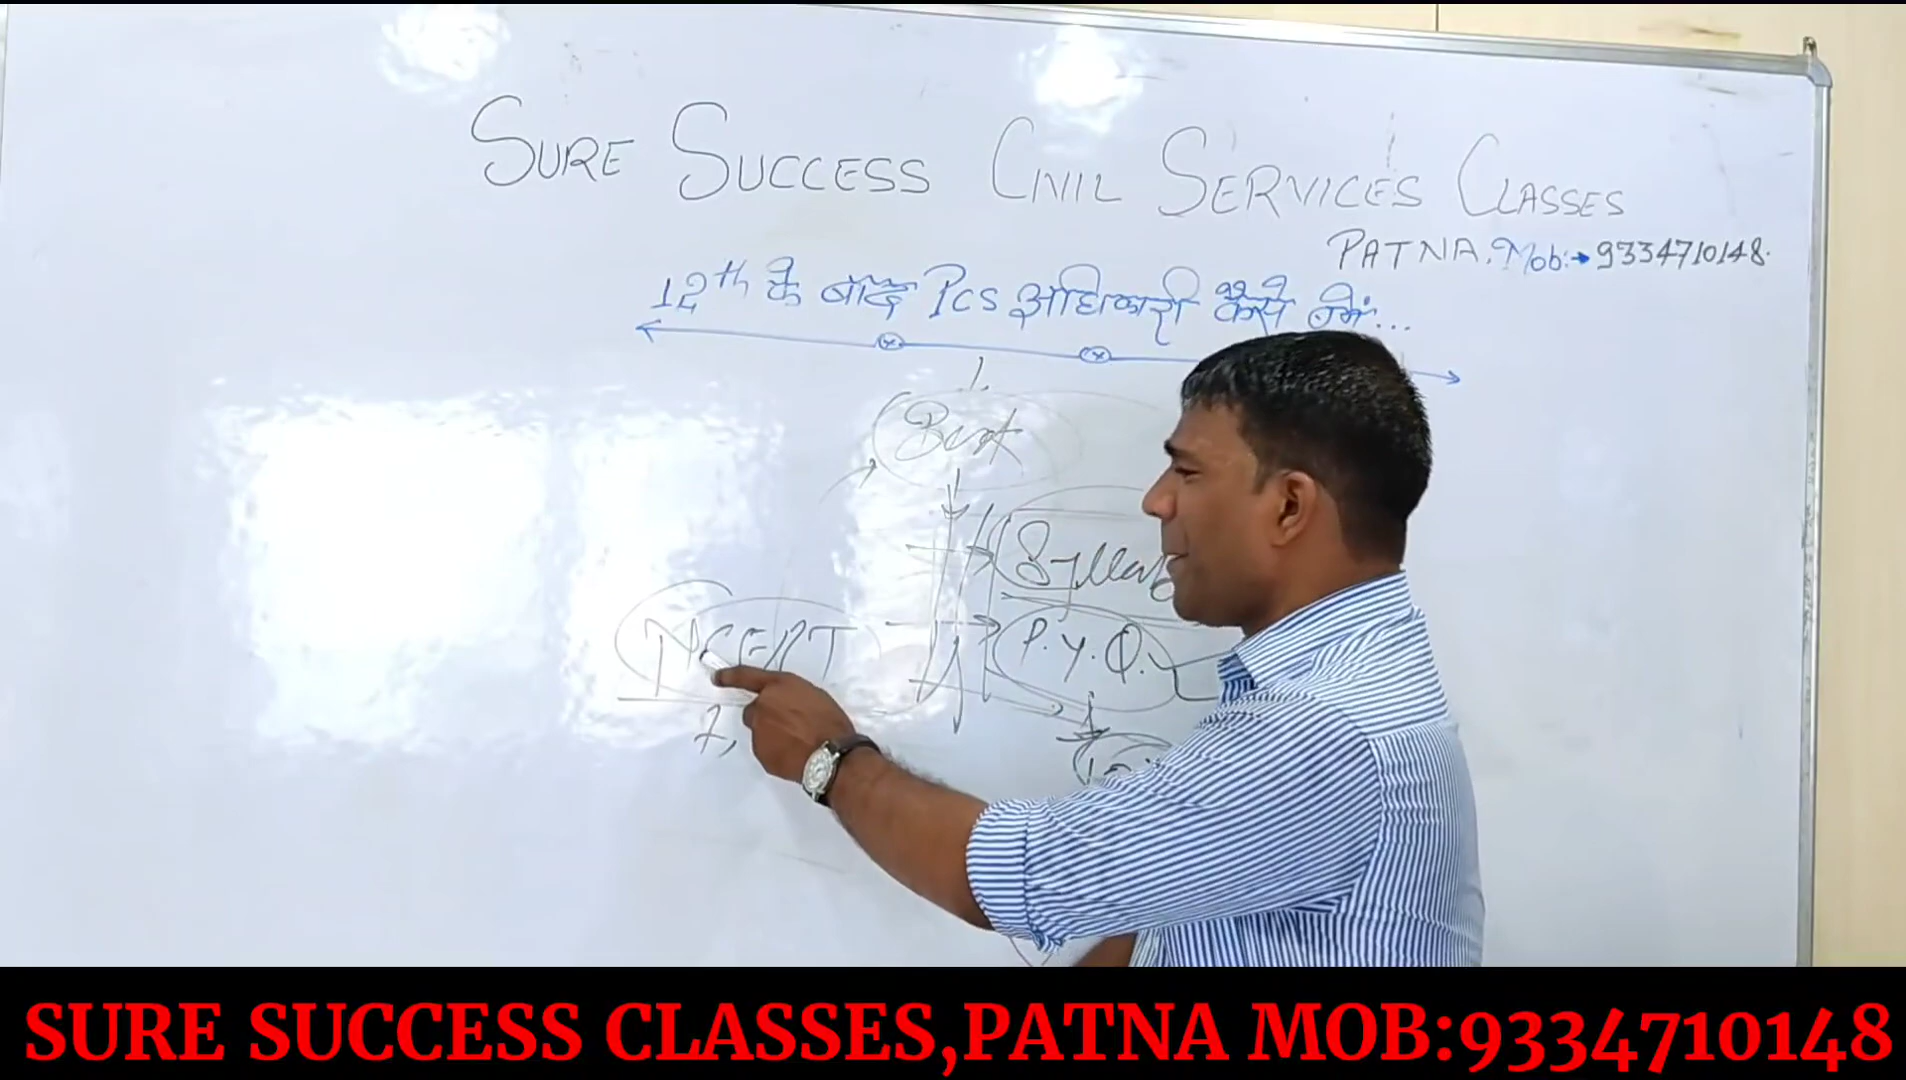 SURE SUCCESS CIVIL SERVICES CLASSES
PATNA. Mob:→9334710148.
12th के बाद PCS अधिकारी कैसे बनें...
Best
Syllab
NCERT
P.Y.Q.
SURE SUCCESS CLASSES,PATNA MOB:9334710148